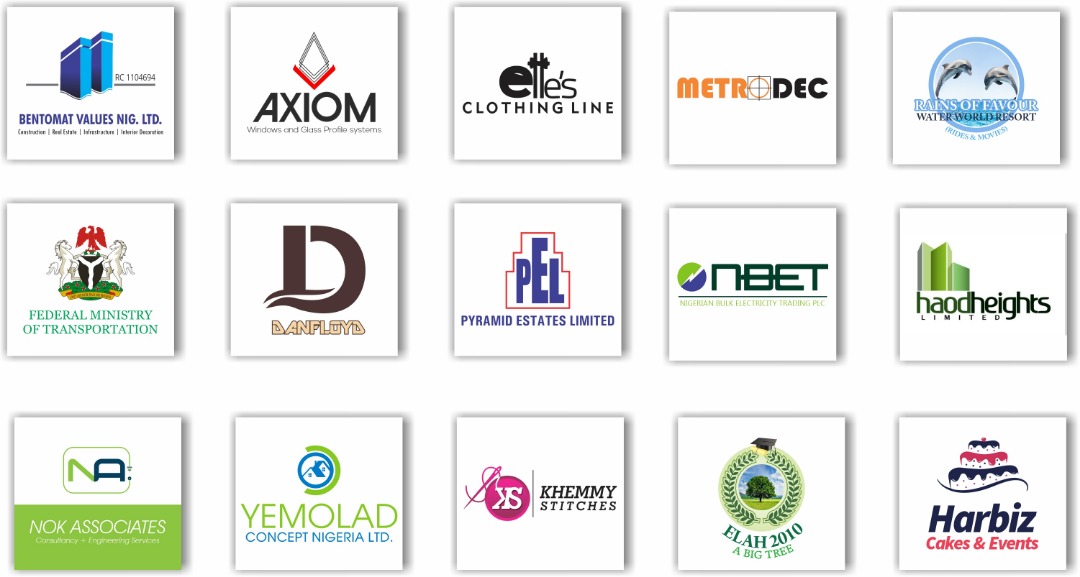 RC 1104694
BENTOMAT VALUES NIG. LTD.
Construction | Real Estate | Infrastructure | Interior Decoration
AXIOM
Windows and Glass Profile systems
ette's
CLOTHING LINE
METRODEC
RAINS OF FAVOUR
WATER WORLD RESORT
(RIDES & MOVIES)
FEDERAL MINISTRY
OF TRANSPORTATION
D
DANFLOYD
PEL
PYRAMID ESTATES LIMITED
NBET
NIGERIAN BULK ELECTRICITY TRADING PLC
haodheights
LIMITED
NA
NOK ASSOCIATES
Consultancy + Engineering Services
YEMOLAD
CONCEPT NIGERIA LTD.
KS
KHEMMY
STITCHES
ELAH 2010
A BIG TREE
Harbiz
Cakes & Events